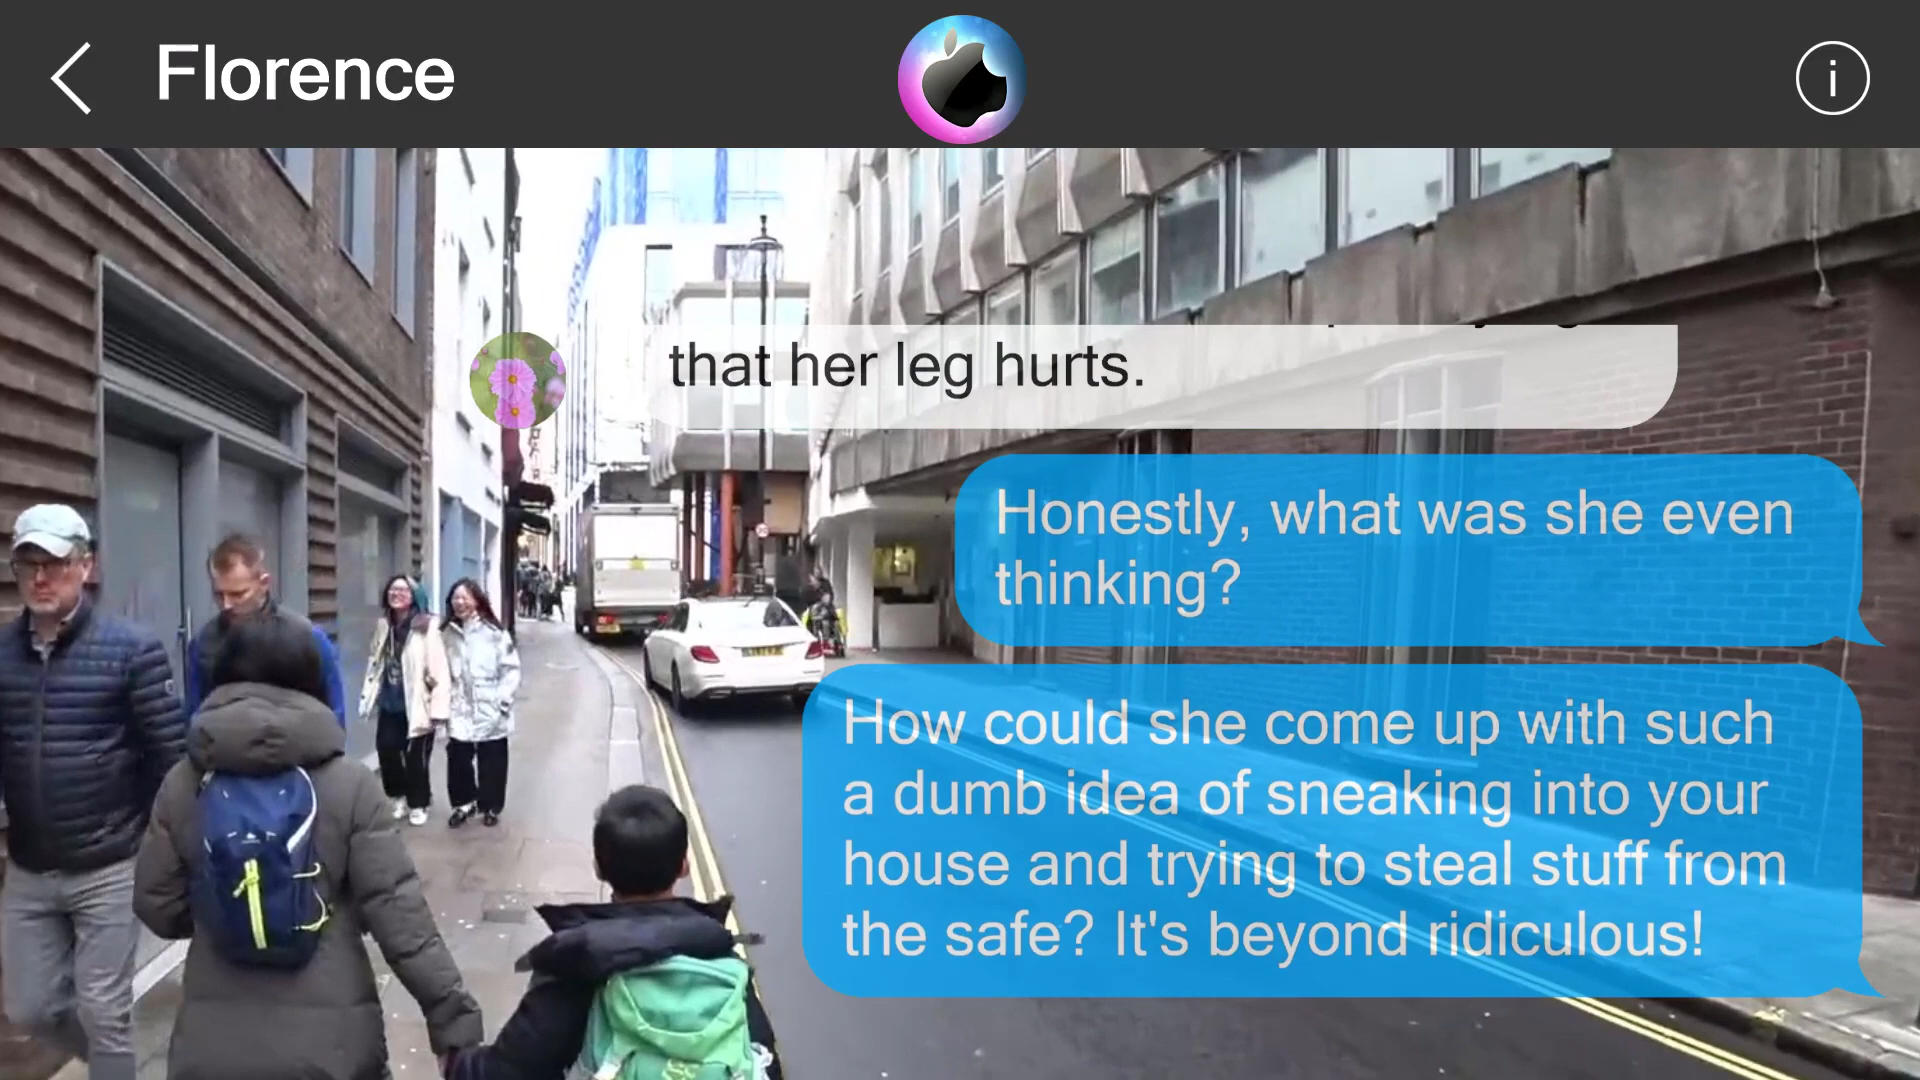 Florence
that her leg hurts.
Honestly, what was she even
thinking?
How could she come up with such
a dumb idea of sneaking into your
house and trying to steal stuff from
the safe? It's beyond ridiculous!